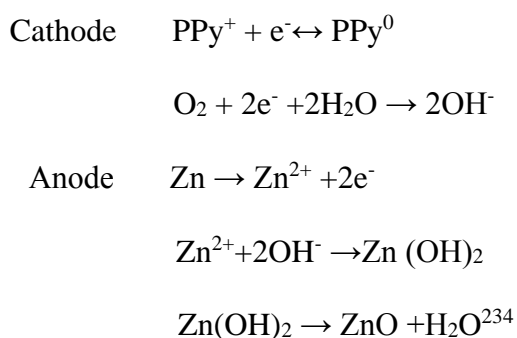 Cathode PPy⁺ + e⁻↔ PPy⁰
O₂ + 2e⁻ +2H₂O → 2OH⁻
Anode Zn → Zn²⁺ +2e⁻
Zn²⁺+2OH⁻ →Zn (OH)₂
Zn(OH)₂ → ZnO +H₂O²³⁴